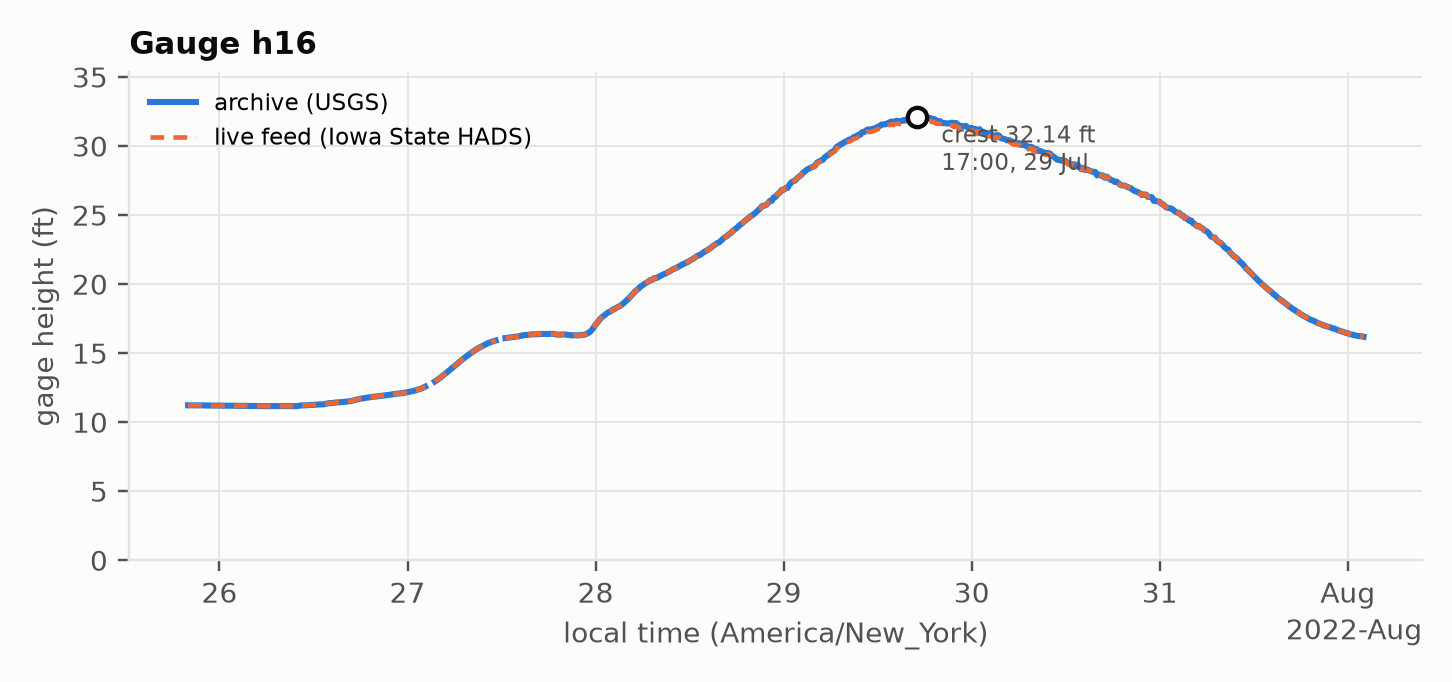 Gauge h16
35
30
25
20
15
10
5
0
gage height (ft)
archive (USGS)
live feed (Iowa State HADS)
crest 32.14 ft
17:00, 29 Jul
26 27 28 29 30 31 Aug
local time (America/New_York)
2022-Aug